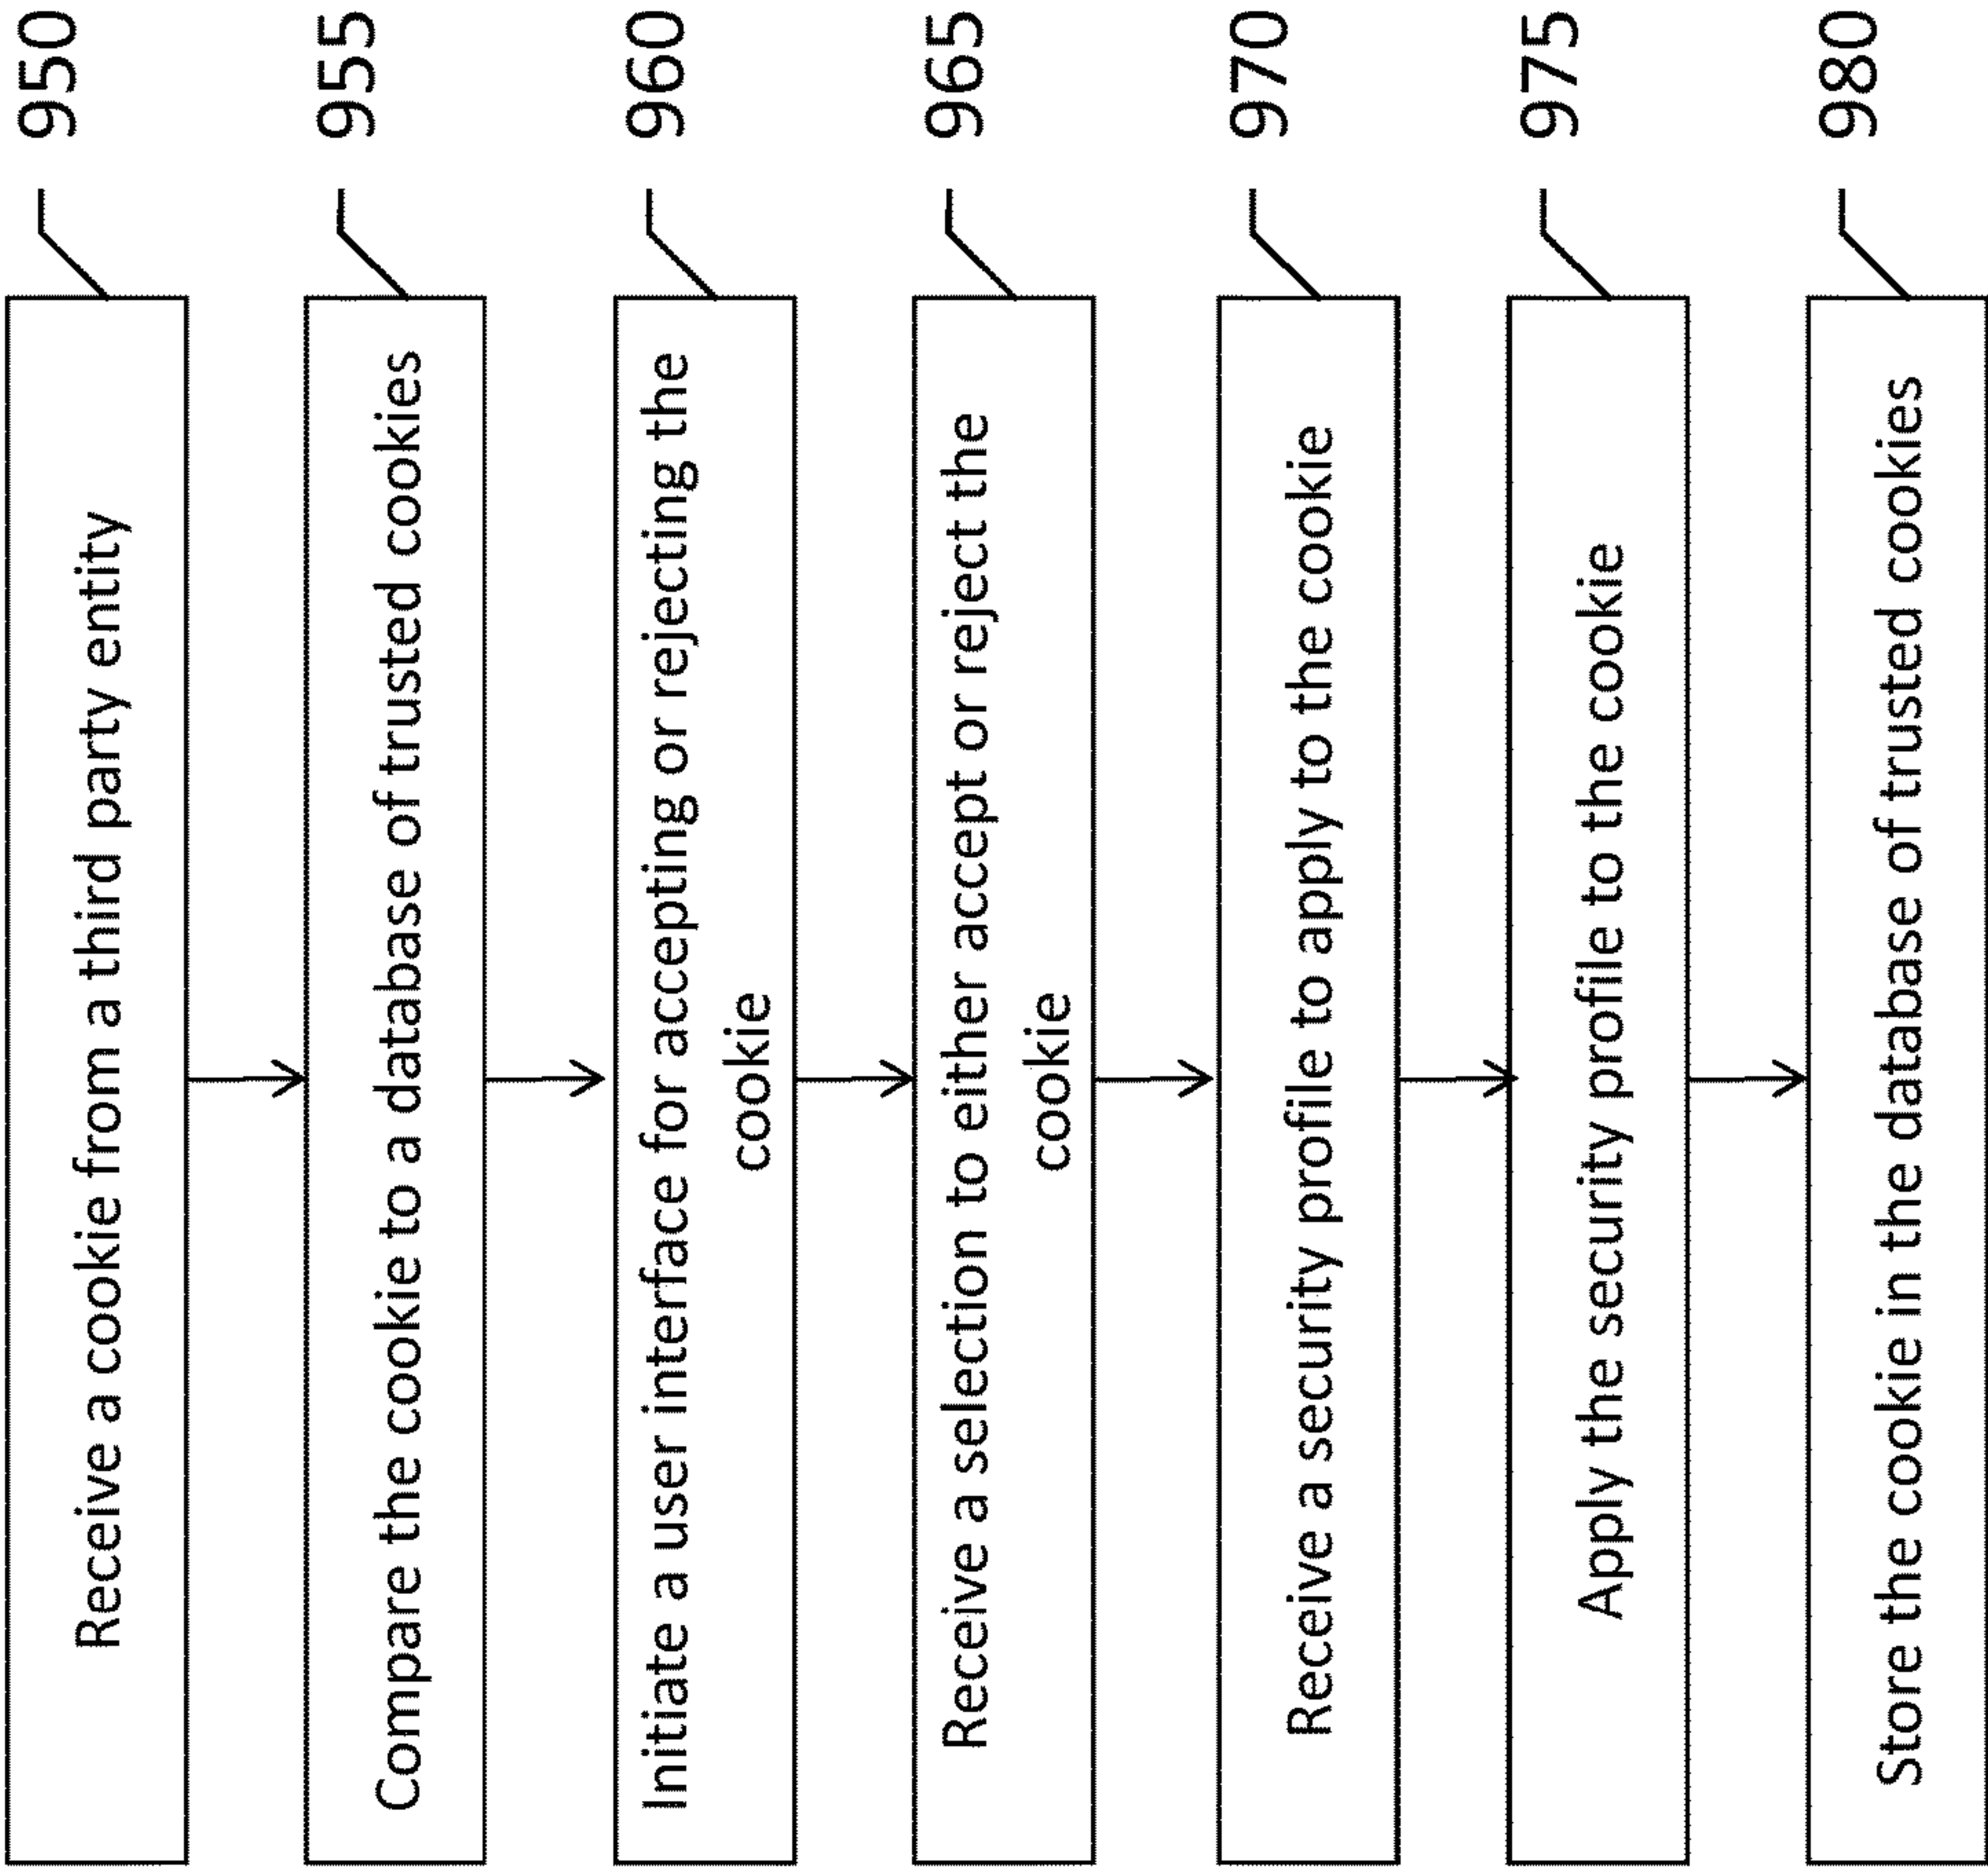 Receive a cookie from a third party entity
950
Compare the cookie to a database of trusted cookies
955
Initiate a user interface for accepting or rejecting the
cookie
960
Receive a selection to either accept or reject the
cookie
965
Receive a security profile to apply to the cookie
970
Apply the security profile to the cookie
975
Store the cookie in the database of trusted cookies
980